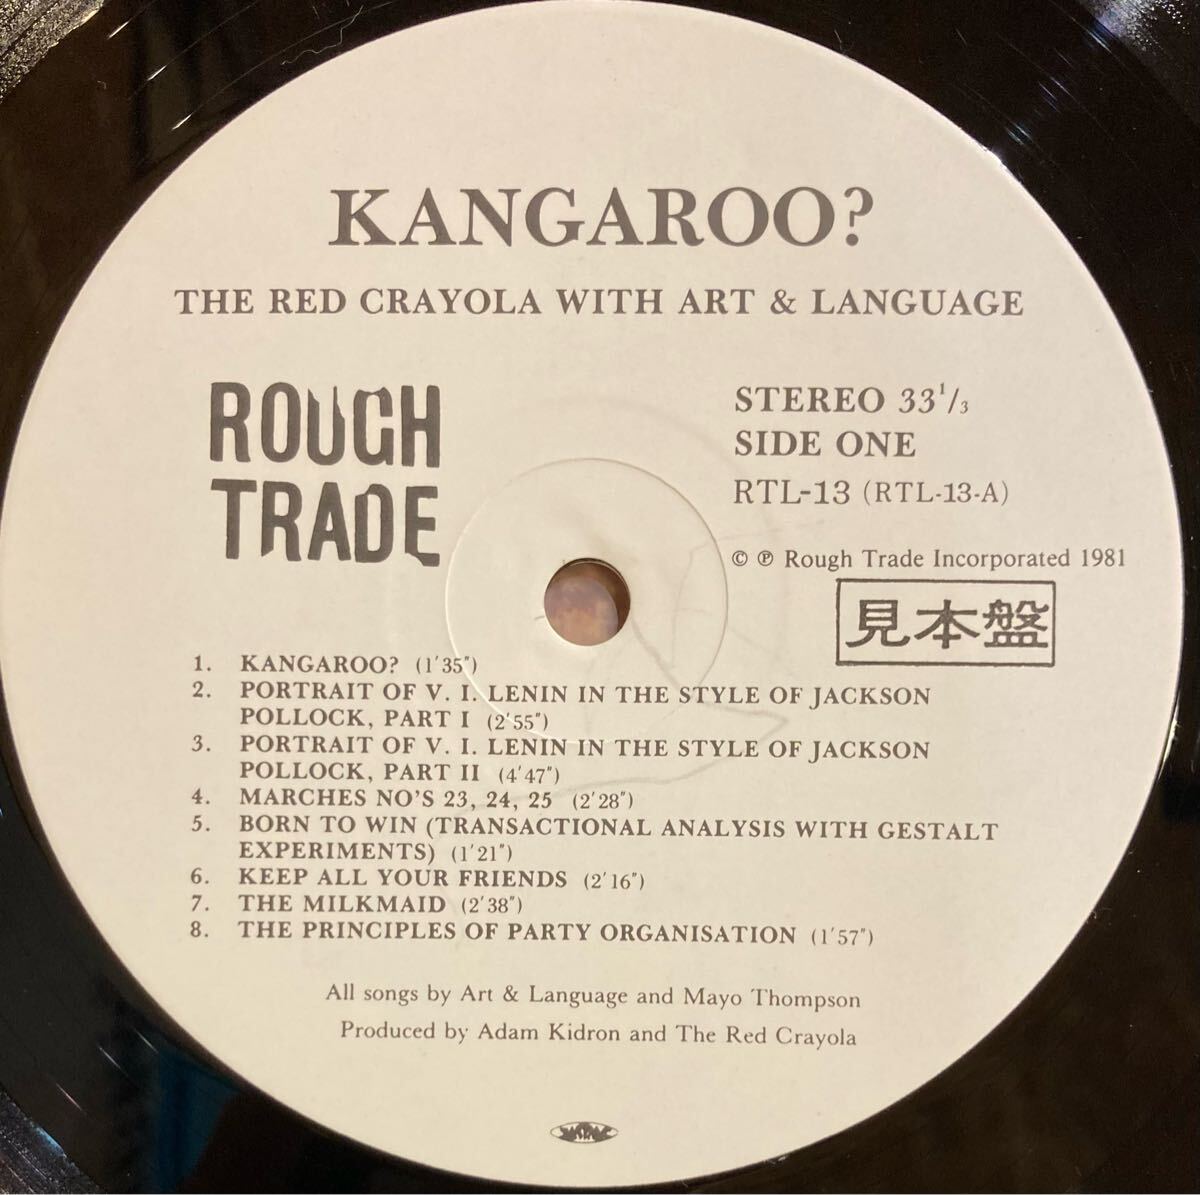 KANGAROO?
THE RED CRAYOLA WITH ART & LANGUAGE
ROUGH
TRADE
STEREO 33 1/3
SIDE ONE
RTL-13 (RTL-13-A)
© ℗ Rough Trade Incorporated 1981
見本盤
1. KANGAROO? (1'35")
2. PORTRAIT OF V. I. LENIN IN THE STYLE OF JACKSON
POLLOCK, PART I (2'55")
3. PORTRAIT OF V. I. LENIN IN THE STYLE OF JACKSON
POLLOCK, PART II (4'47")
4. MARCHES NO'S 23, 24, 25 (2'28")
5. BORN TO WIN (TRANSACTIONAL ANALYSIS WITH GESTALT
EXPERIMENTS) (1'21")
6. KEEP ALL YOUR FRIENDS (2'16")
7. THE MILKMAID (2'38")
8. THE PRINCIPLES OF PARTY ORGANISATION (1'57")
All songs by Art & Language and Mayo Thompson
Produced by Adam Kidron and The Red Crayola